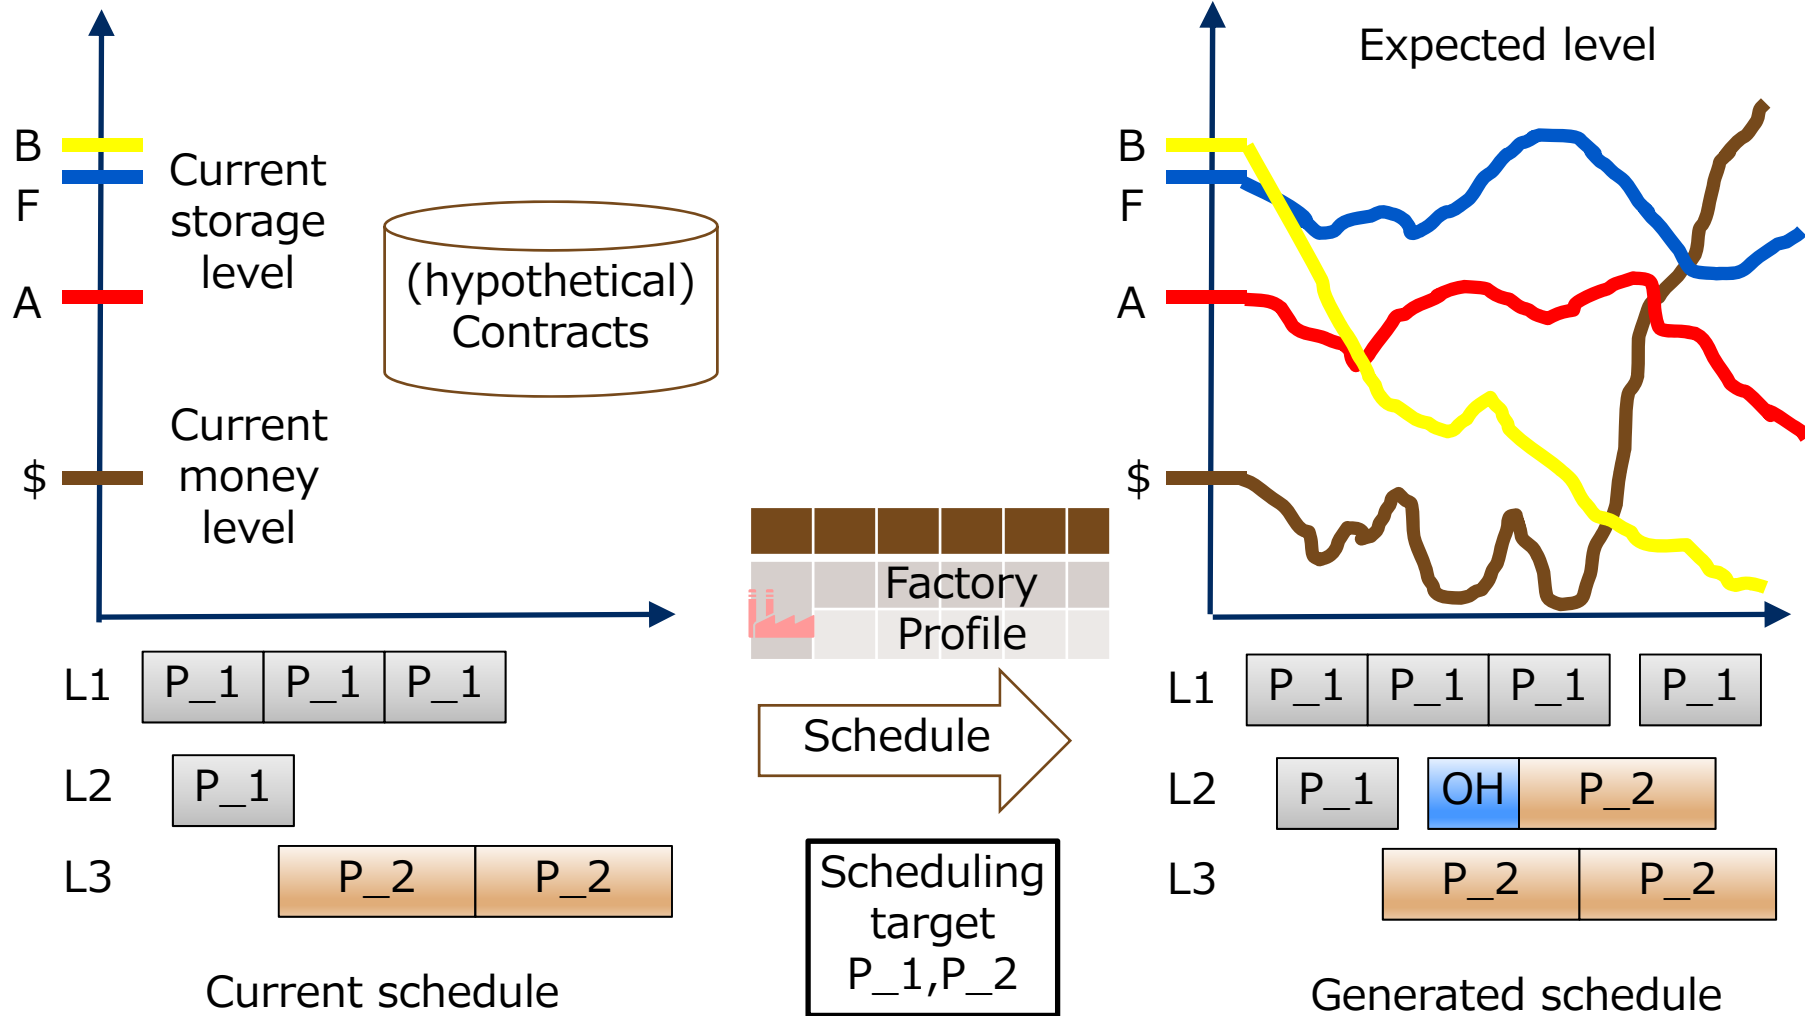 B
F
A
$
Current
storage
level
Current
money
level
(hypothetical)
Contracts
L1
P_1
P_1
P_1
L2
P_1
L3
P_2
P_2
Current schedule
Factory
Profile
Schedule
Scheduling
target
P_1,P_2
Expected level
B
F
A
$
L1
P_1
P_1
P_1
P_1
L2
P_1
OH
P_2
L3
P_2
P_2
Generated schedule